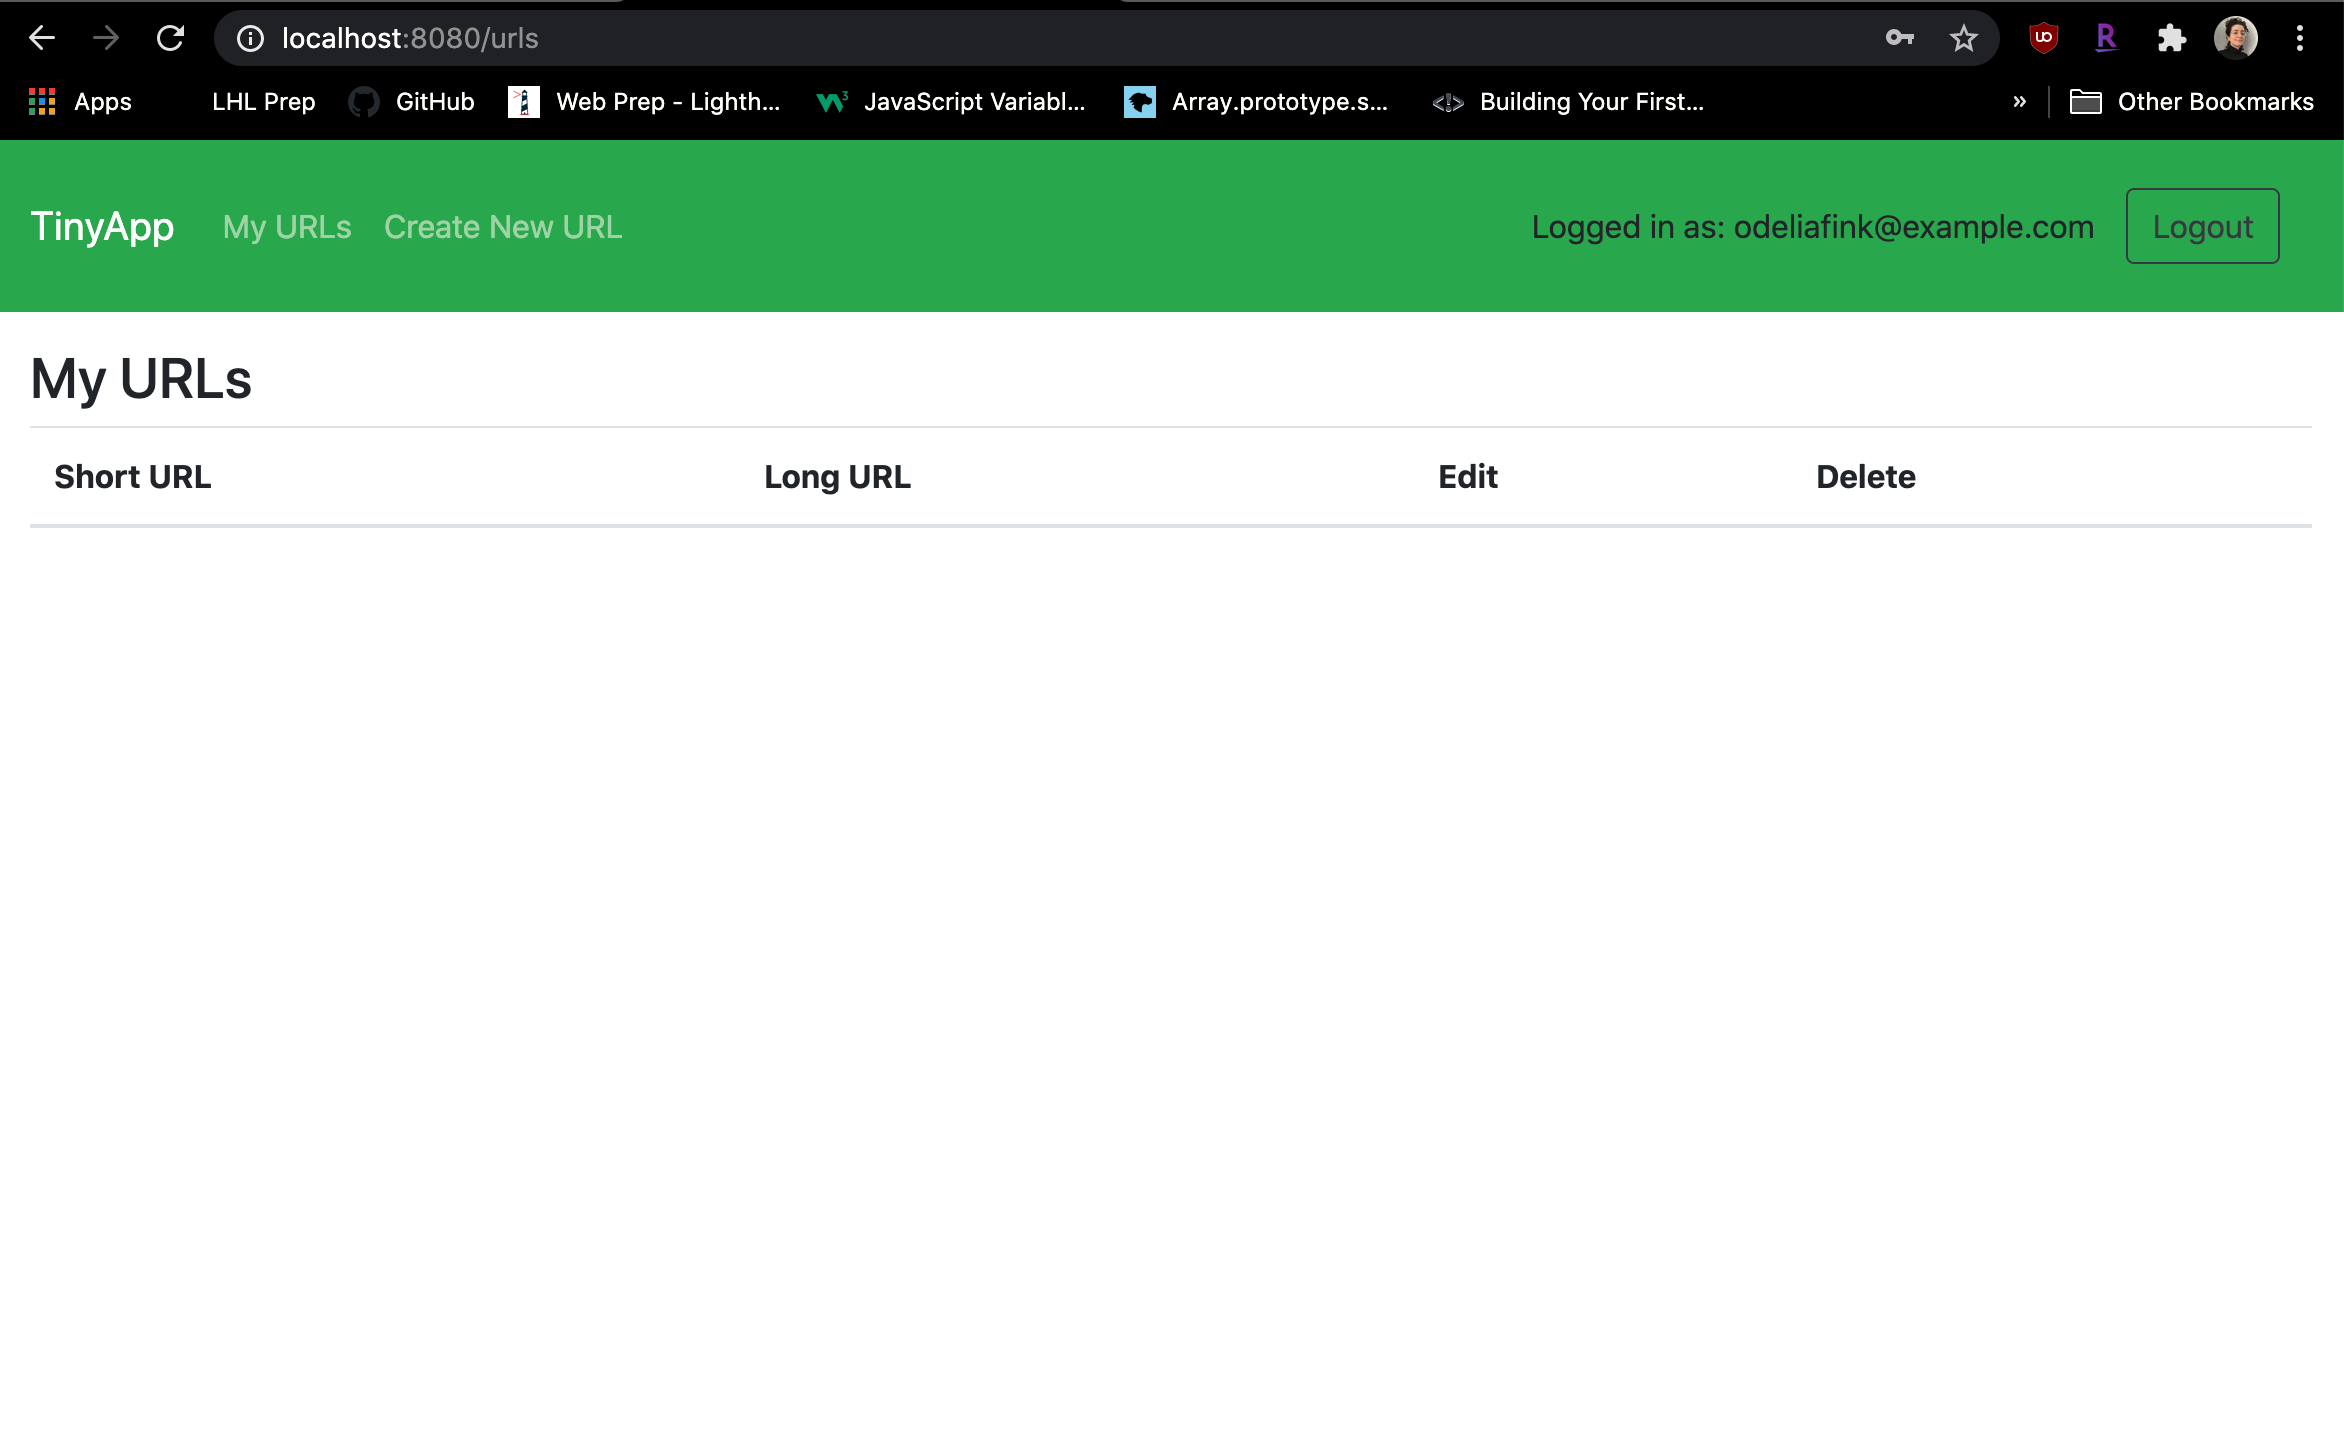 localhost:8080/urls
Apps LHL Prep GitHub Web Prep - Lighth... JavaScript Variabl... Array.prototype.s... Building Your First... » Other Bookmarks
TinyApp My URLs Create New URL Logged in as: odeliafink@example.com Logout
My URLs
Short URL Long URL Edit Delete